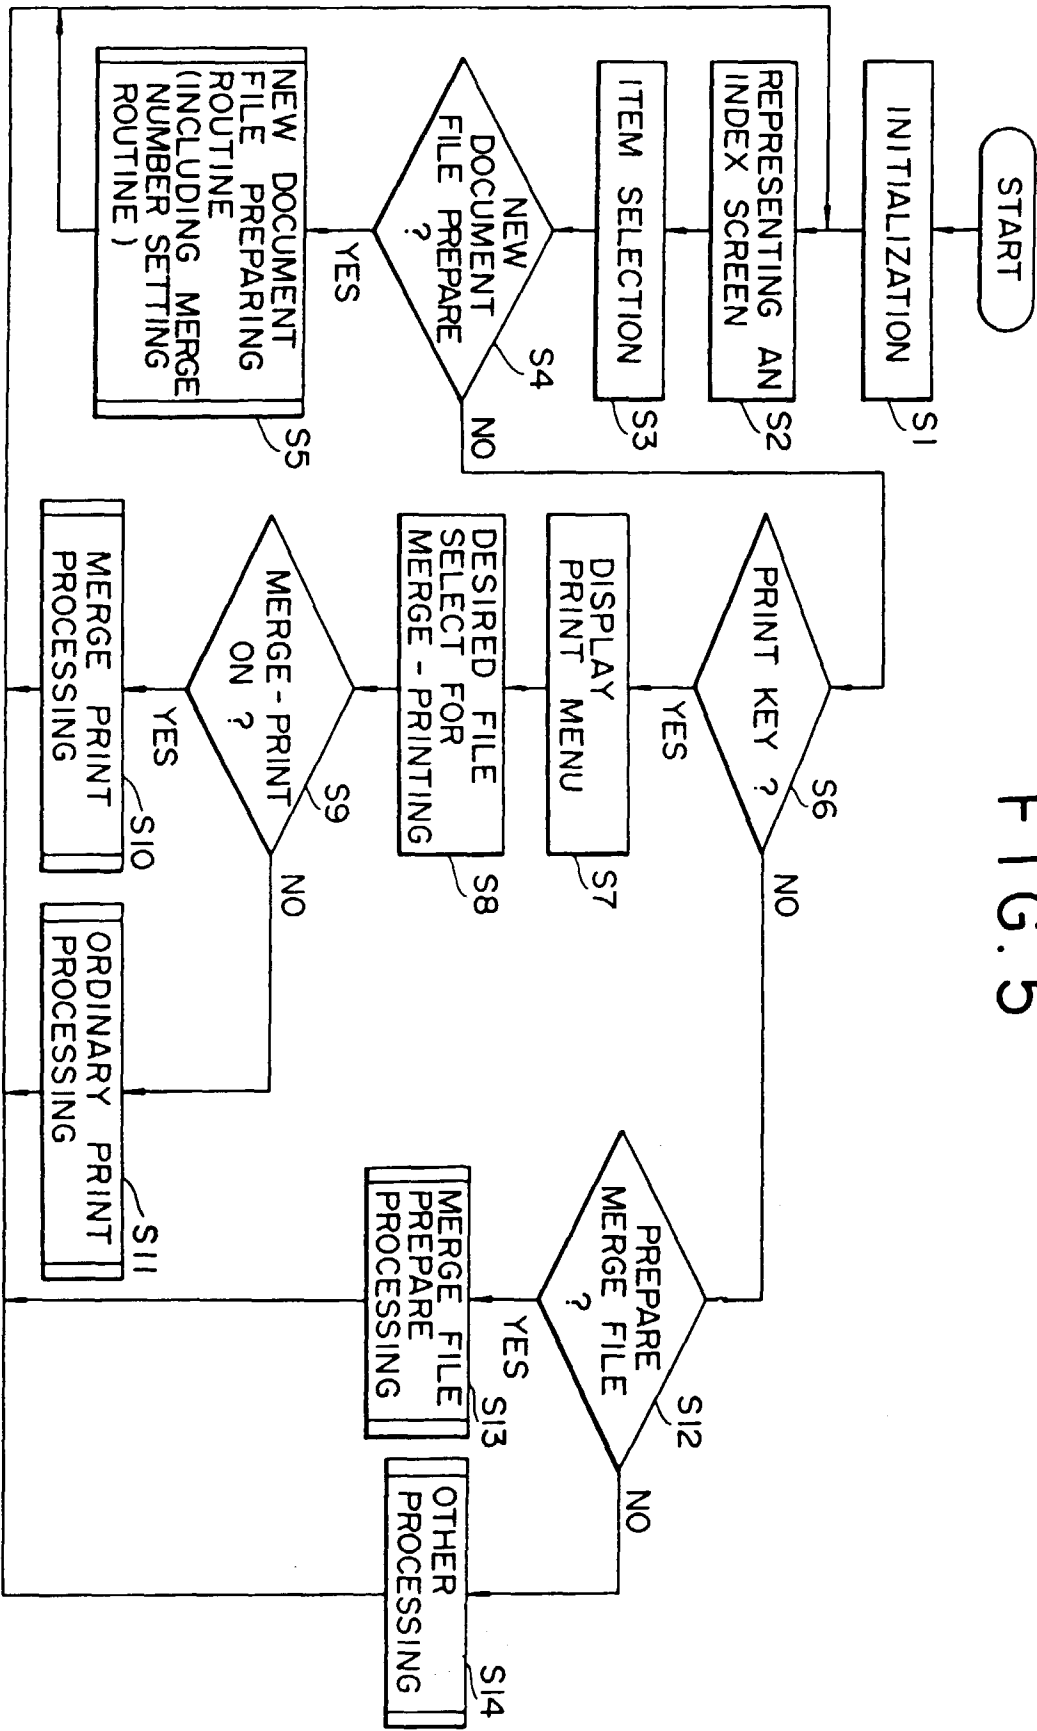 FIG. 5
START
INITIALIZATION
S1
REPRESENTING AN
INDEX SCREEN
S2
ITEM SELECTION
S3
NEW
DOCUMENT
FILE PREPARE
?
S4
YES
NO
NEW DOCUMENT
FILE PREPARING
ROUTINE
(INCLUDING MERGE
NUMBER SETTING
ROUTINE)
S5
PRINT KEY ?
S6
YES
NO
DISPLAY
PRINT MENU
S7
DESIRED FILE
SELECT FOR
MERGE-PRINTING
S8
MERGE-PRINT
ON ?
S9
YES
NO
MERGE PRINT
PROCESSING
S10
ORDINARY PRINT
PROCESSING
S11
PREPARE
MERGE FILE
?
S12
YES
NO
MERGE FILE
PREPARE
PROCESSING
S13
OTHER
PROCESSING
S14